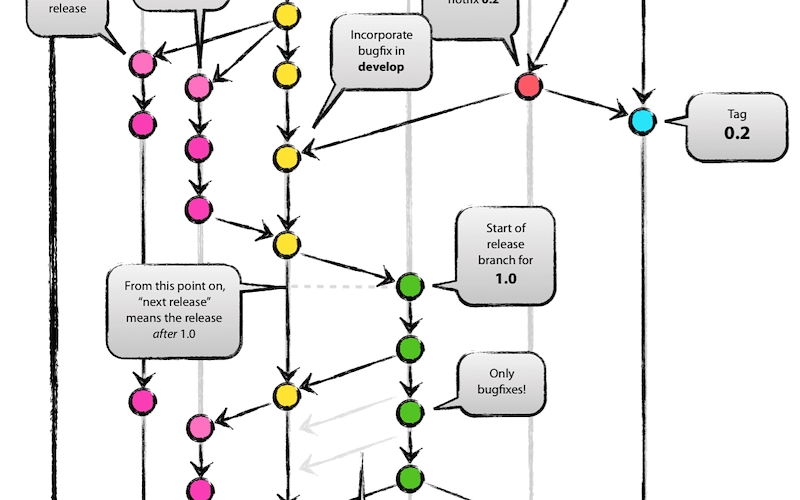 release
hotfix 0.2
Incorporate
bugfix in
develop
Tag
0.2
Start of
release
branch for
1.0
From this point on,
“next release”
means the release
after 1.0
Only
bugfixes!